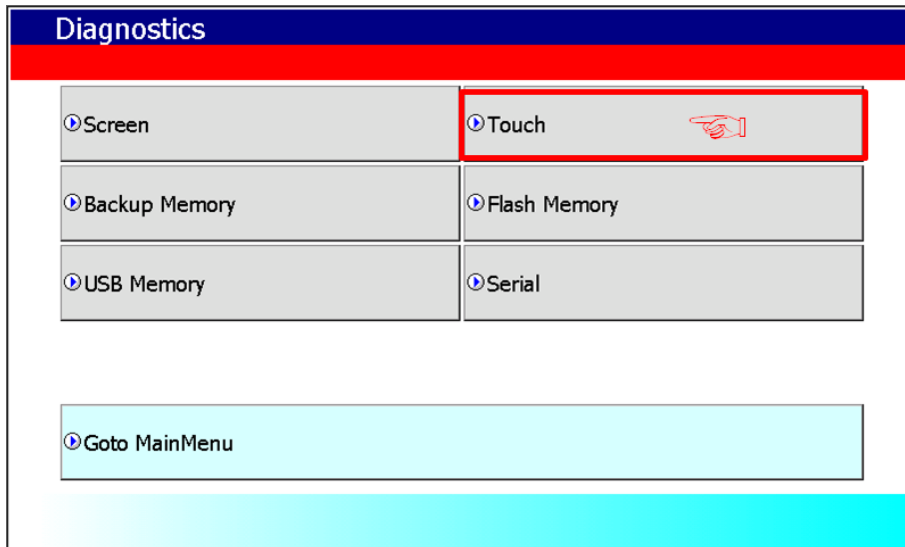 Diagnostics
Screen
Touch
Backup Memory
Flash Memory
USB Memory
Serial
Goto MainMenu